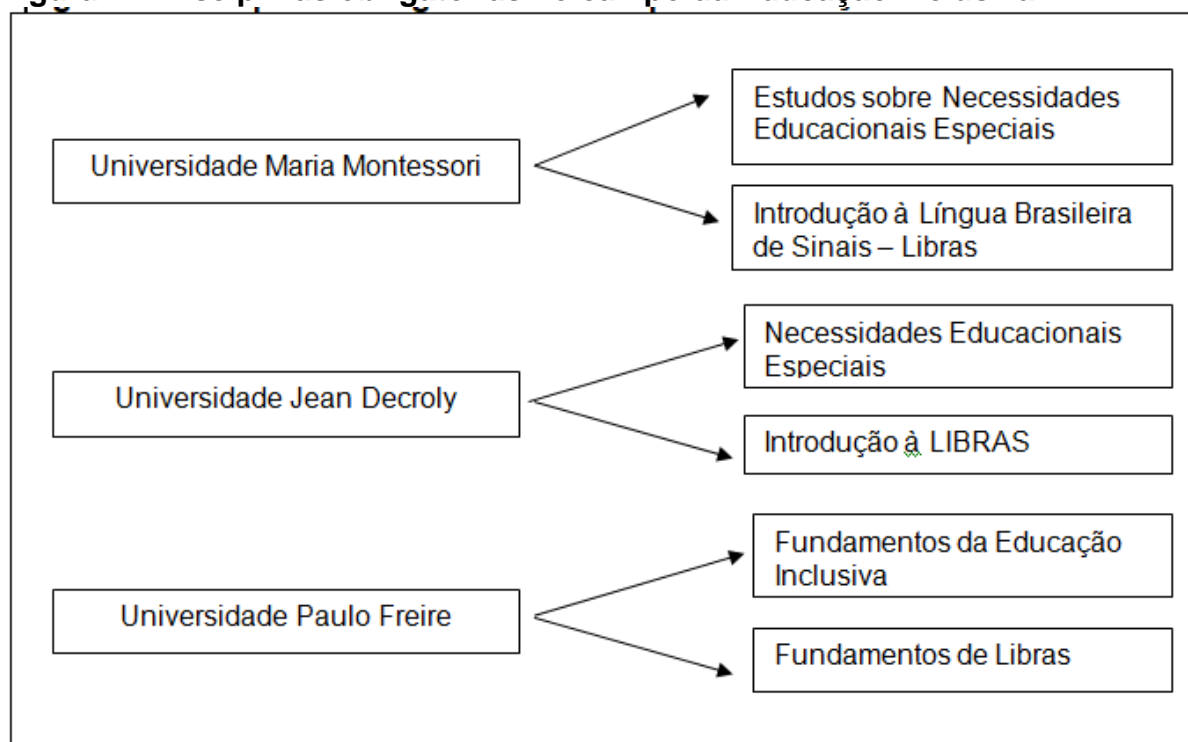 Universidade Maria Montessori
Estudos sobre Necessidades
Educacionais Especiais
Introdução à Língua Brasileira
de Sinais – Libras
Universidade Jean Decroly
Necessidades Educacionais
Especiais
Introdução à LIBRAS
Universidade Paulo Freire
Fundamentos da Educação
Inclusiva
Fundamentos de Libras